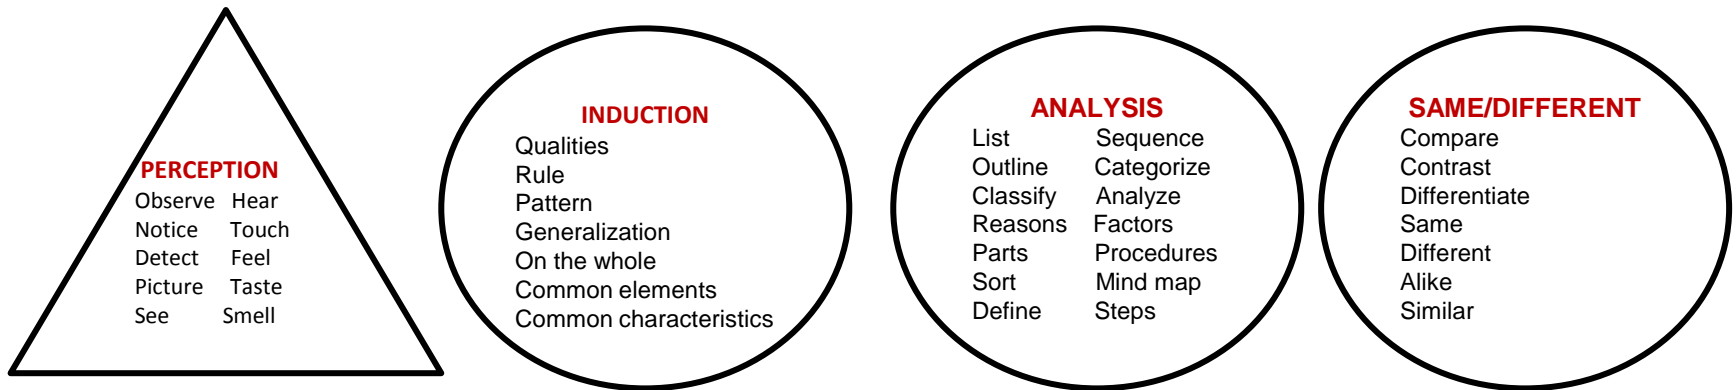 PERCEPTION
Observe Hear
Notice Touch
Detect Feel
Picture Taste
See Smell
INDUCTION
Qualities
Rule
Pattern
Generalization
On the whole
Common elements
Common characteristics
ANALYSIS
List Sequence
Outline Categorize
Classify Analyze
Reasons Factors
Parts Procedures
Sort Mind map
Define Steps
SAME/DIFFERENT
Compare
Contrast
Differentiate
Same
Different
Alike
Similar